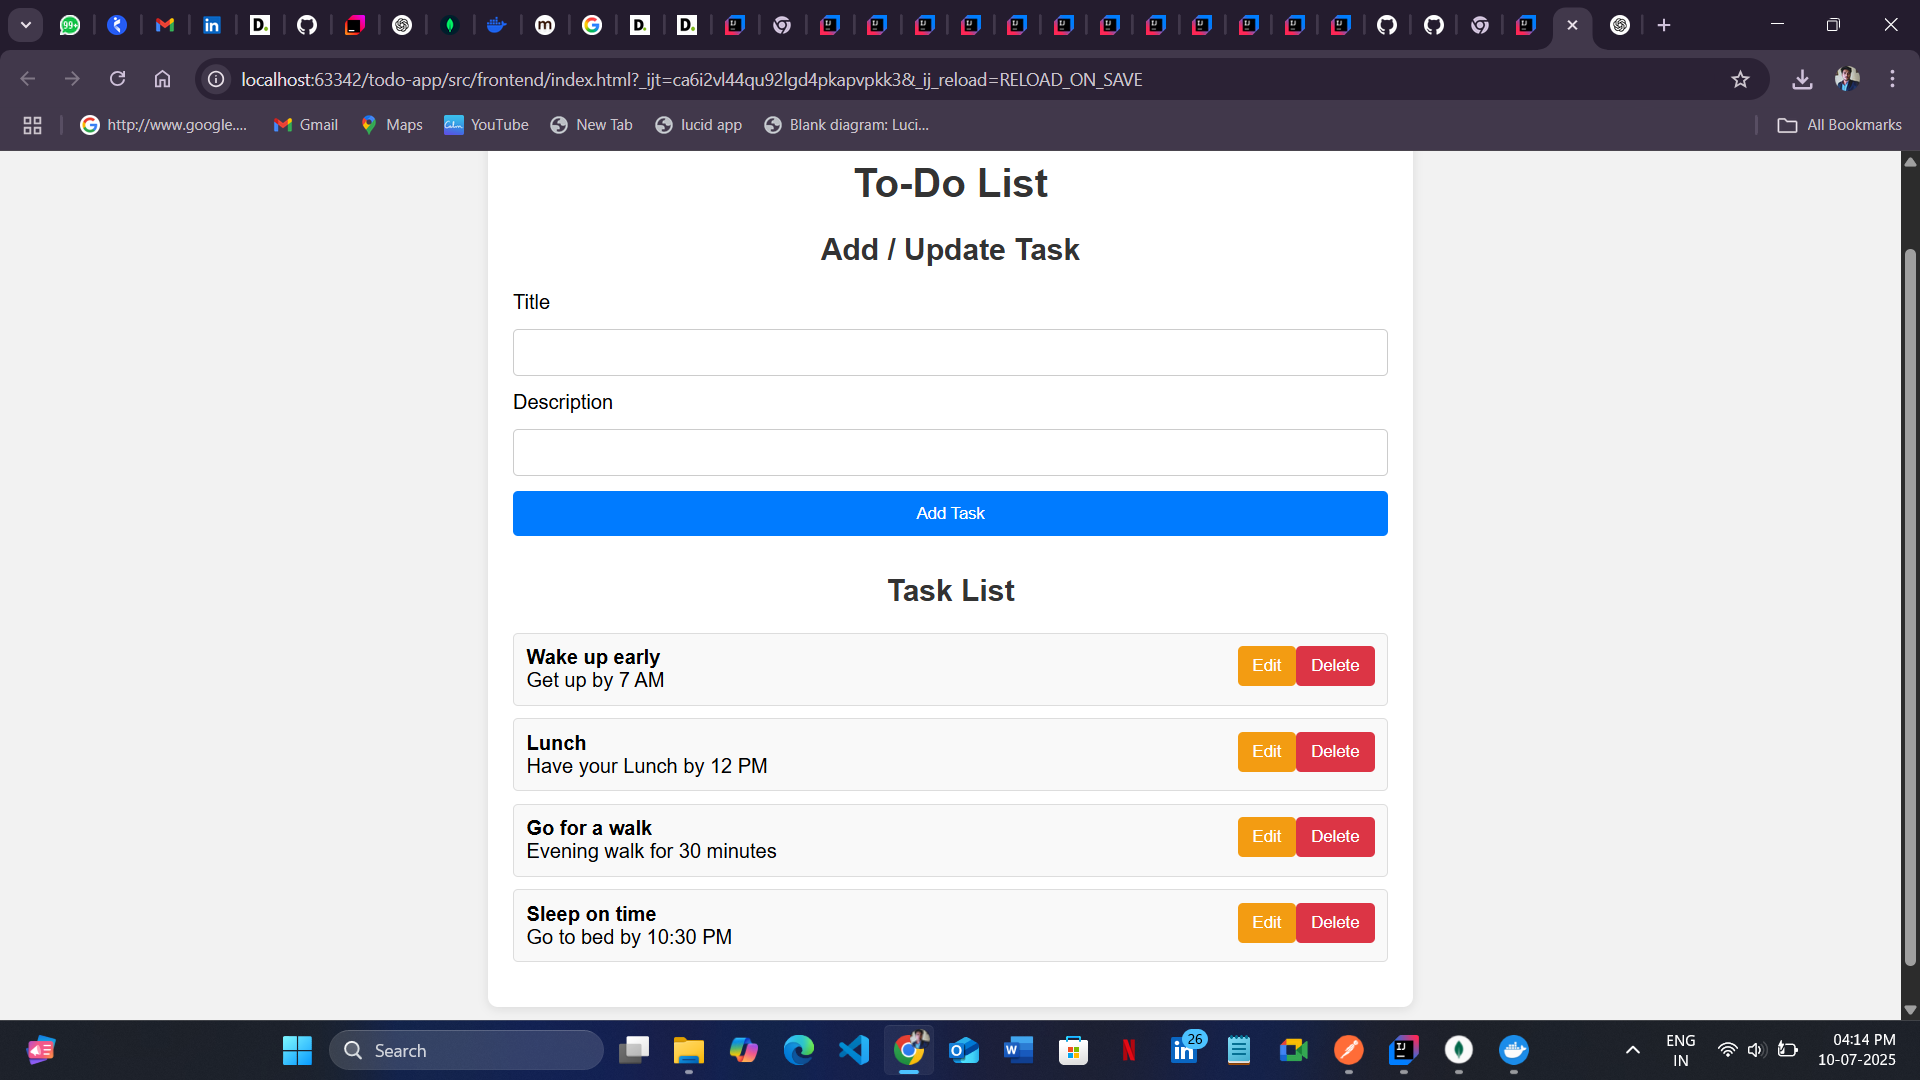 99+
localhost:63342/todo-app/src/frontend/index.html?_ijt=ca6i2vl44qu92lgd4pkapvpkk3&_ij_reload=RELOAD_ON_SAVE
http://www.google.... Gmail Maps YouTube New Tab lucid app Blank diagram: Luci... All Bookmarks
To-Do List
Add / Update Task
Title
Description
Add Task
Task List
Wake up early
Get up by 7 AM
Edit Delete
Lunch
Have your Lunch by 12 PM
Edit Delete
Go for a walk
Evening walk for 30 minutes
Edit Delete
Sleep on time
Go to bed by 10:30 PM
Edit Delete
Search
26
ENG
IN
04:14 PM
10-07-2025